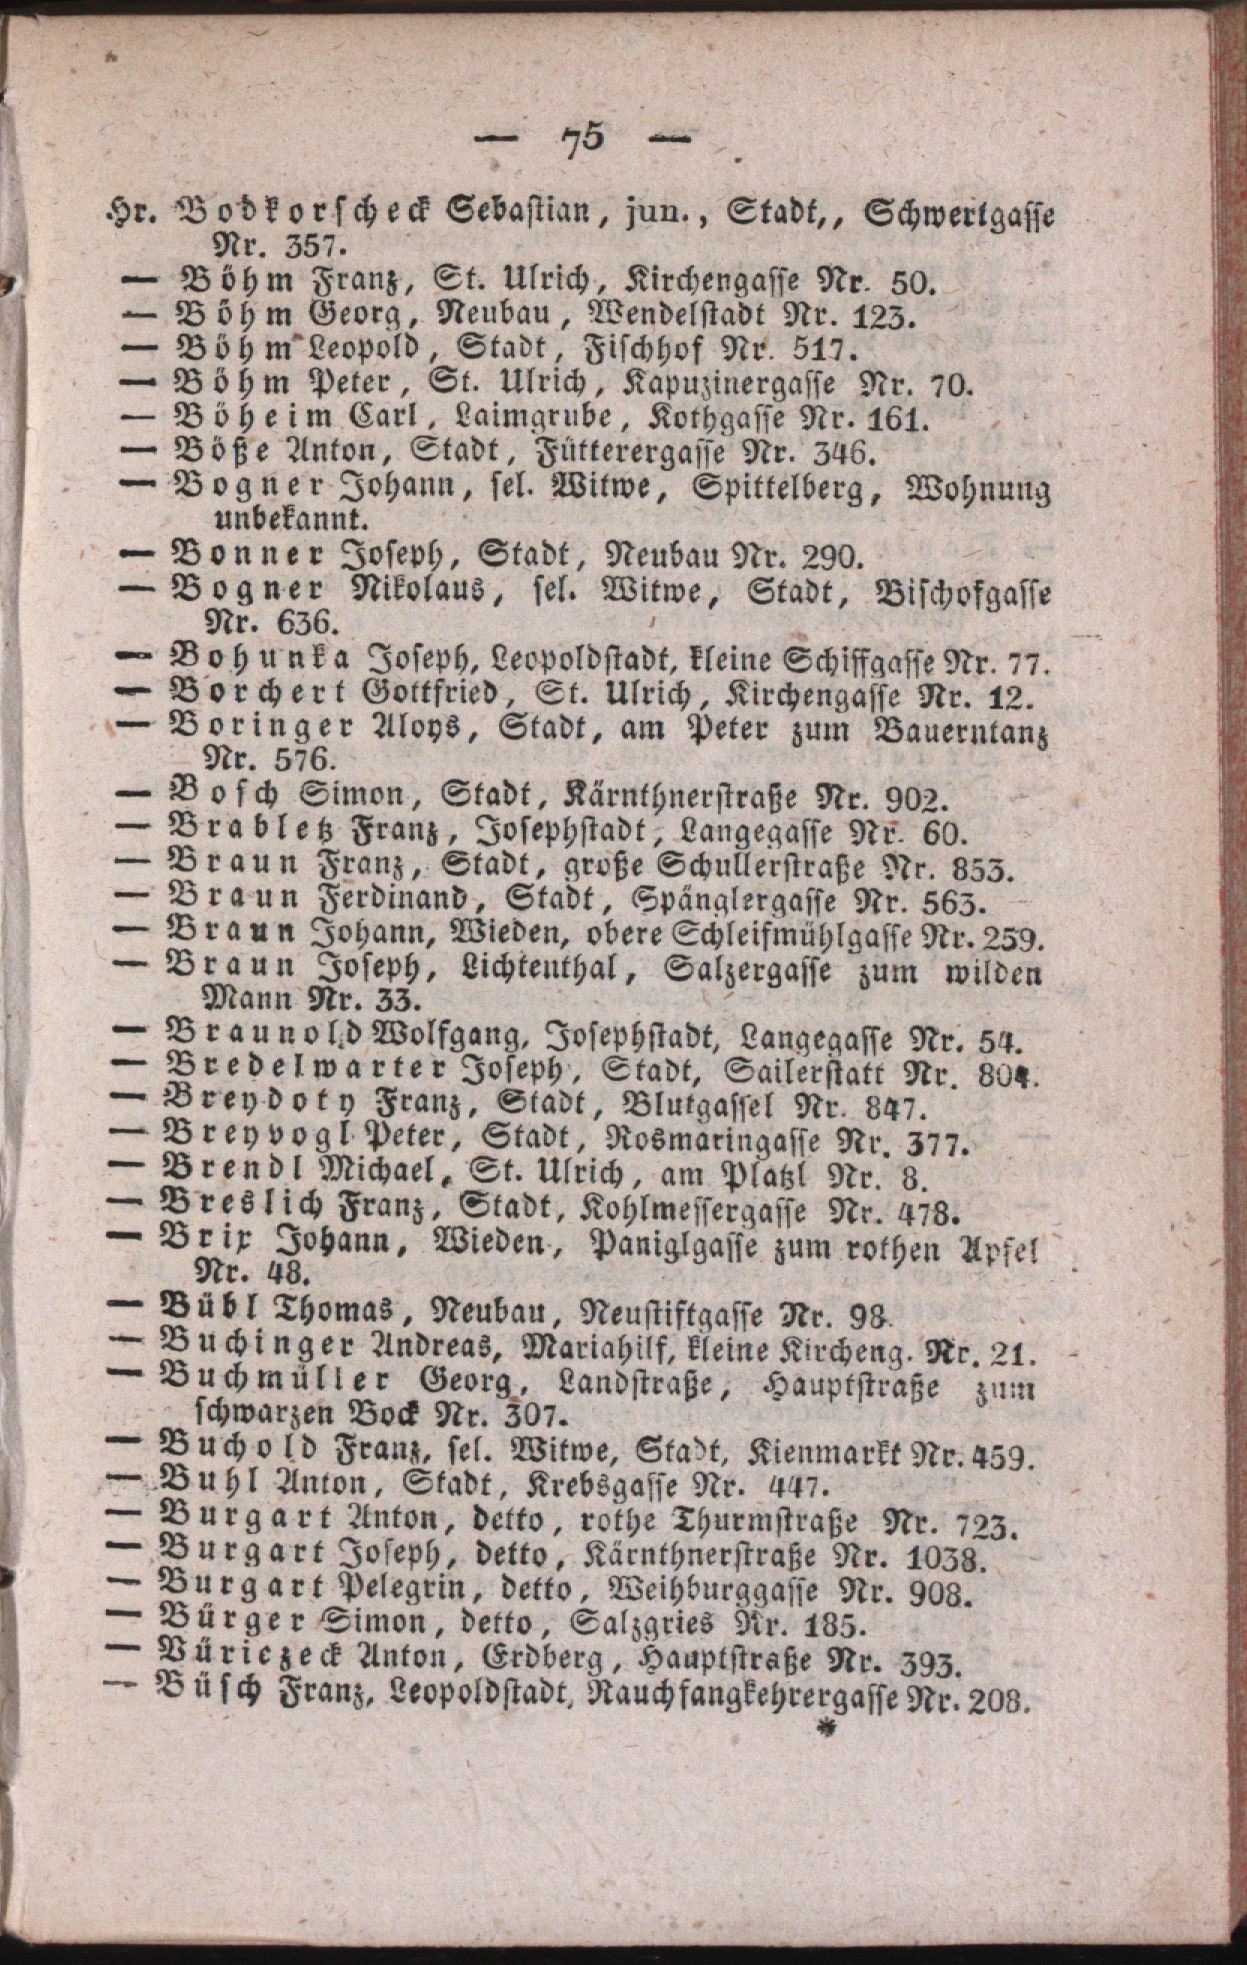 — 75 —
Hr. Bodkorscheck Sebastian, jun., Stadt,, Schwertgasse
Nr. 357.
— Böhm Franz, St. Ulrich, Kirchengasse Nr. 50.
— Böhm Georg, Neubau, Wendelstadt Nr. 123.
— Böhm Leopold, Stadt, Fischhof Nr. 517.
— Böhm Peter, St. Ulrich, Kapuzinergasse Nr. 70.
— Böheim Carl, Laimgrube, Kothgasse Nr. 161.
— Böße Anton, Stadt, Fütterergasse Nr. 346.
— Bogner Johann, sel. Witwe, Spittelberg, Wohnung
unbekannt.
— Bonner Joseph, Stadt, Neubau Nr. 290.
— Bogner Nikolaus, sel. Witwe, Stadt, Bischofgasse
Nr. 636.
— Bohunka Joseph, Leopoldstadt, kleine Schiffgasse Nr. 77.
— Borchert Gottfried, St. Ulrich, Kirchengasse Nr. 12.
— Boringer Aloys, Stadt, am Peter zum Bauerntanz
Nr. 576.
— Bosch Simon, Stadt, Kärnthnerstraße Nr. 902.
— Brabletz Franz, Josephstadt, Langegasse Nr. 60.
— Braun Franz, Stadt, große Schullerstraße Nr. 853.
— Braun Ferdinand, Stadt, Spänglergasse Nr. 563.
— Braun Johann, Wieden, obere Schleifmühlgasse Nr. 259.
— Braun Joseph, Lichtenthal, Salzergasse zum wilden
Mann Nr. 33.
— Braunold Wolfgang, Josephstadt, Langegasse Nr. 54.
— Bredelwarter Joseph, Stadt, Sailerstatt Nr. 804.
— Breydoty Franz, Stadt, Blutgassel Nr. 847.
— Breyvogl Peter, Stadt, Rosmaringasse Nr. 377.
— Brendl Michael, St. Ulrich, am Platzl Nr. 8.
— Breslich Franz, Stadt, Kohlmessergasse Nr. 478.
— Brix Johann, Wieden, Paniglgasse zum rothen Apfel
Nr. 48.
— Bübl Thomas, Neubau, Neustiftgasse Nr. 98.
— Buchinger Andreas, Mariahilf, kleine Kircheng. Nr. 21.
— Buchmüller Georg, Landstraße, Hauptstraße zum
schwarzen Bock Nr. 307.
— Buchold Franz, sel. Witwe, Stadt, Kienmarkt Nr. 459.
— Buhl Anton, Stadt, Krebsgasse Nr. 447.
— Burgart Anton, detto, rothe Thurmstraße Nr. 723.
— Burgart Joseph, detto, Kärnthnerstraße Nr. 1038.
— Burgart Pelegrin, detto, Weihburggasse Nr. 908.
— Bürger Simon, detto, Salzgries Nr. 185.
— Büriczeck Anton, Erdberg, Hauptstraße Nr. 393.
— Büsch Franz, Leopoldstadt, Rauchfangkehrergasse Nr. 208.
*